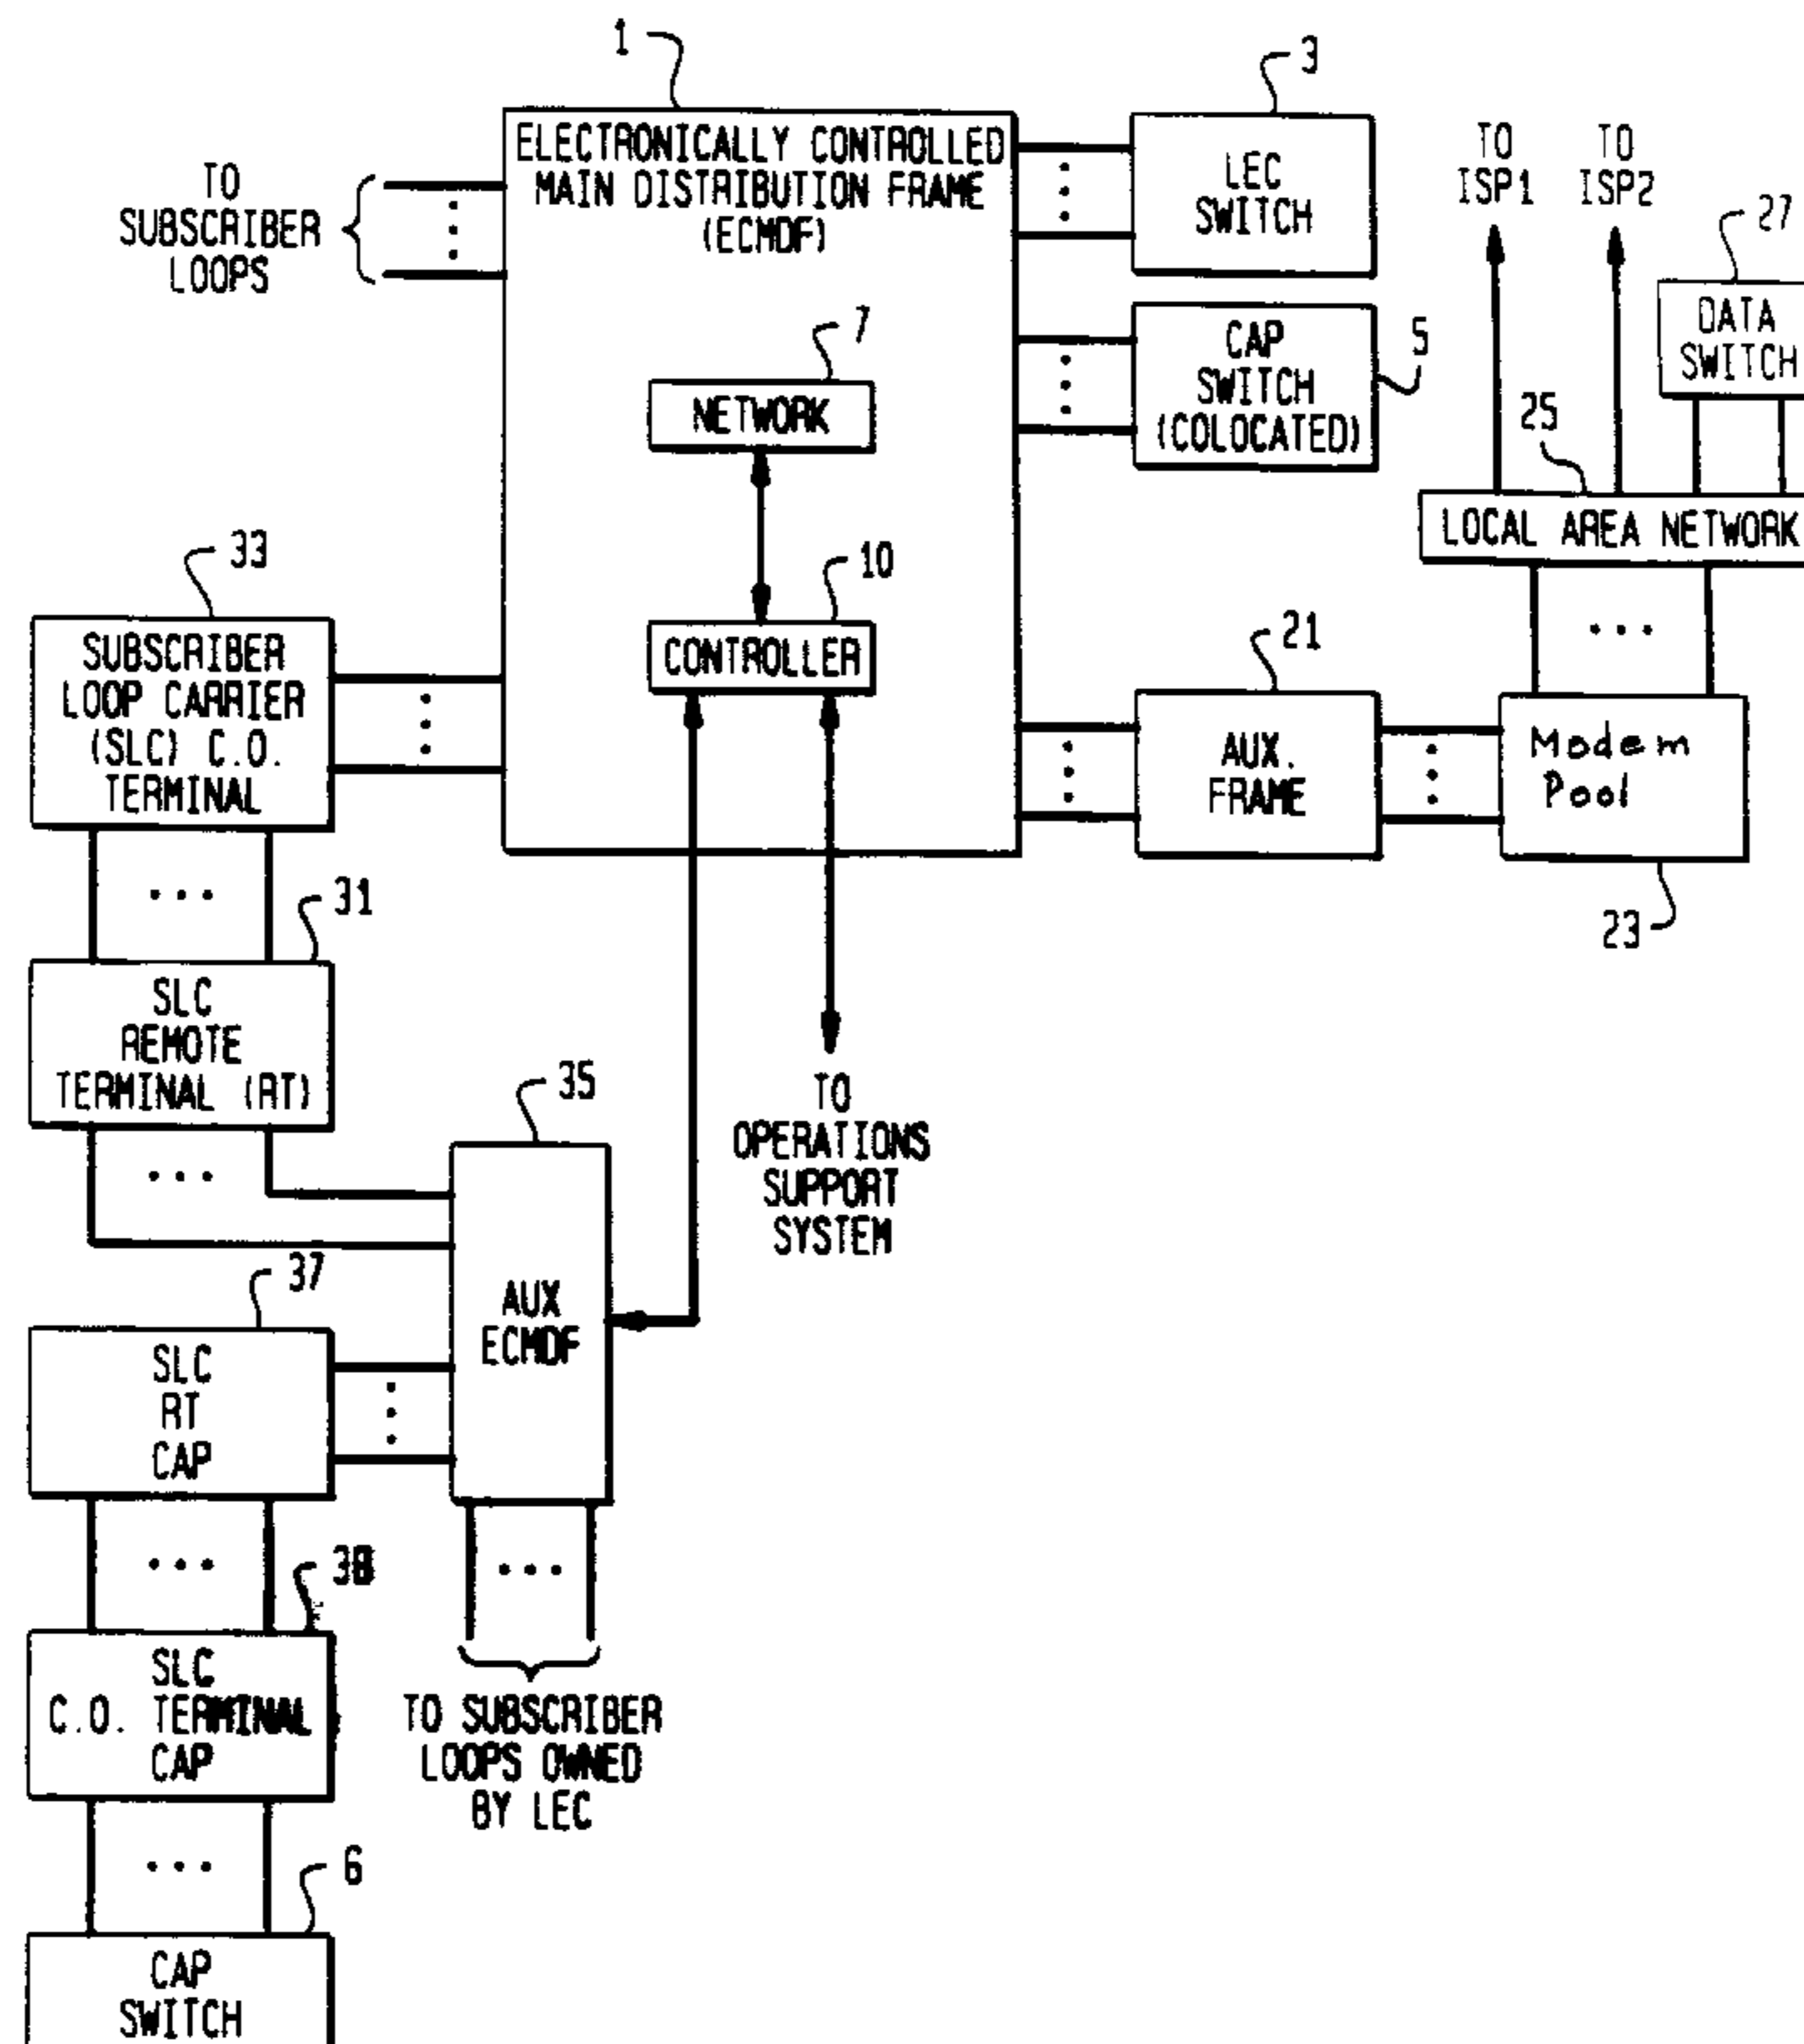 1
ELECTRONICALLY CONTROLLED
MAIN DISTRIBUTION FRAME
(ECMDF)
TO
SUBSCRIBER
LOOPS
3
LEC
SWITCH
TO
ISP1
TO
ISP2
27
DATA
SWITCH
5
CAP
SWITCH
(COLOCATED)
7
NETWORK
25
LOCAL AREA NETWORK
10
CONTROLLER
33
SUBSCRIBER
LOOP CARRIER
(SLC) C.O.
TERMINAL
21
AUX.
FRAME
Modem
Pool
23
31
SLC
REMOTE
TERMINAL (RT)
35
AUX
ECMDF
TO
OPERATIONS
SUPPORT
SYSTEM
37
SLC
RT
CAP
38
SLC
C.O. TERMINAL
CAP
TO SUBSCRIBER
LOOPS OWNED
BY LEC
6
CAP
SWITCH